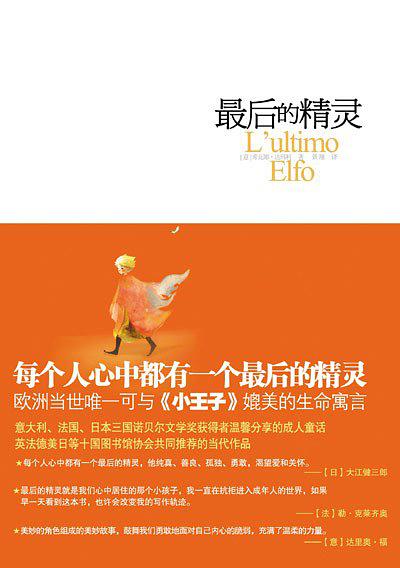 最后的精灵
L'ultimo
Elfo
[意] 希瓦娜·达玛利 著 景翔 译
每个人心中都有一个最后的精灵
欧洲当世唯一可与《小王子》媲美的生命寓言
意大利、法国、日本三国诺贝尔文学奖获得者温馨分享的成人童话
英法德美日等十国图书馆协会共同推荐的当代作品
★每个人心中都有一个最后的精灵，他纯真、善良、孤独、勇敢，渴望爱和关怀。
——【日】大江健三郎
★最后的精灵就是我们心中居住的那个小孩子，我一直在抗拒进入成年人的世界，如果
早一天看到这本书，也许会改变我的写作轨迹。
——【法】勒·克莱齐奥
★美妙的角色组成的美妙故事，鼓舞我们勇敢地面对自己内心的脆弱，充满了温柔的力量。
——【意】达里奥·福